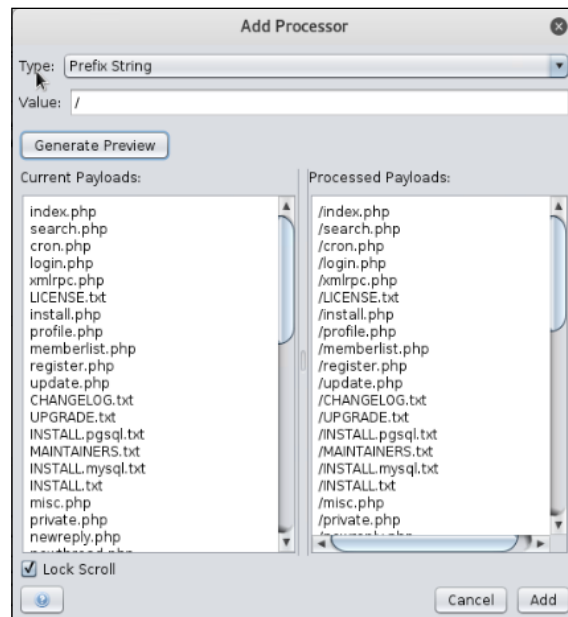 Add Processor
Type: Prefix String
Value: /
Generate Preview
Current Payloads:
index.php
search.php
cron.php
login.php
xmlrpc.php
LICENSE.txt
install.php
profile.php
memberlist.php
register.php
update.php
CHANGELOG.txt
UPGRADE.txt
INSTALL.pgsql.txt
MAINTAINERS.txt
INSTALL.mysql.txt
INSTALL.txt
misc.php
private.php
newreply.php
Processed Payloads:
/index.php
/search.php
/cron.php
/login.php
/xmlrpc.php
/LICENSE.txt
/install.php
/profile.php
/memberlist.php
/register.php
/update.php
/CHANGELOG.txt
/UPGRADE.txt
/INSTALL.pgsql.txt
/MAINTAINERS.txt
/INSTALL.mysql.txt
/INSTALL.txt
/misc.php
/private.php
/newreply.php
Lock Scroll
Cancel
Add